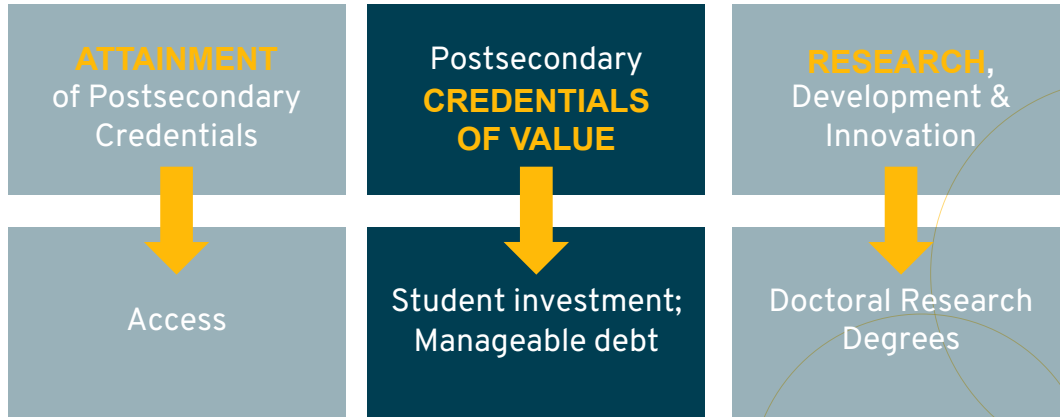 ATTAINMENT
of Postsecondary
Credentials
Postsecondary
CREDENTIALS
OF VALUE
RESEARCH,
Development &
Innovation
Access
Student investment;
Manageable debt
Doctoral Research
Degrees